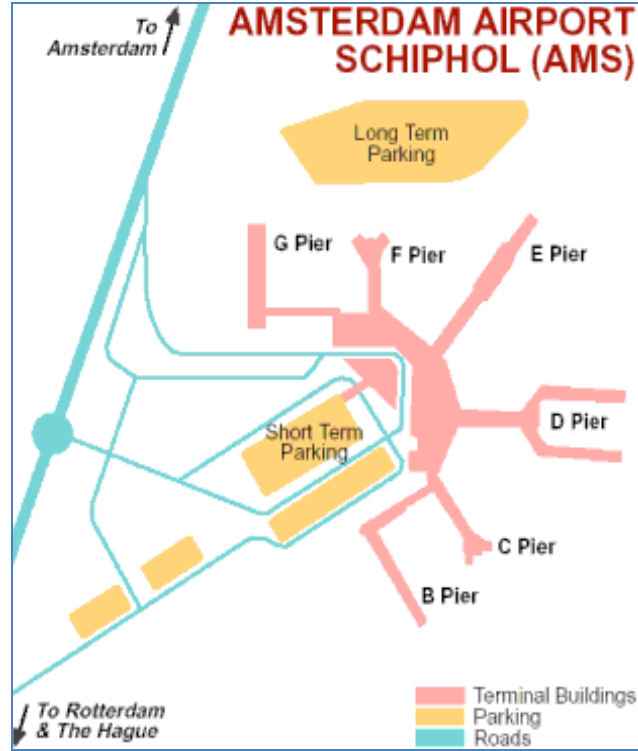 To
Amsterdam
AMSTERDAM AIRPORT
SCHIPHOL (AMS)
Long Term
Parking
G Pier
F Pier
E Pier
Short Term
Parking
D Pier
C Pier
B Pier
To Rotterdam
& The Hague
Terminal Buildings
Parking
Roads